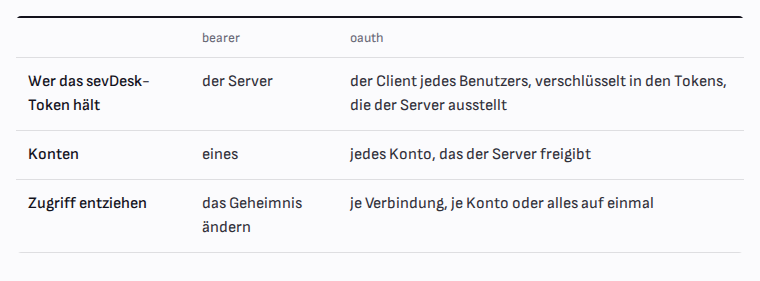 bearer oauth
Wer das sevDesk- der Server der Client jedes Benutzers, verschlüsselt in den Tokens,
Token hält die der Server ausstellt
Konten eines jedes Konto, das der Server freigibt
Zugriff entziehen das Geheimnis je Verbindung, je Konto oder alles auf einmal
ändern